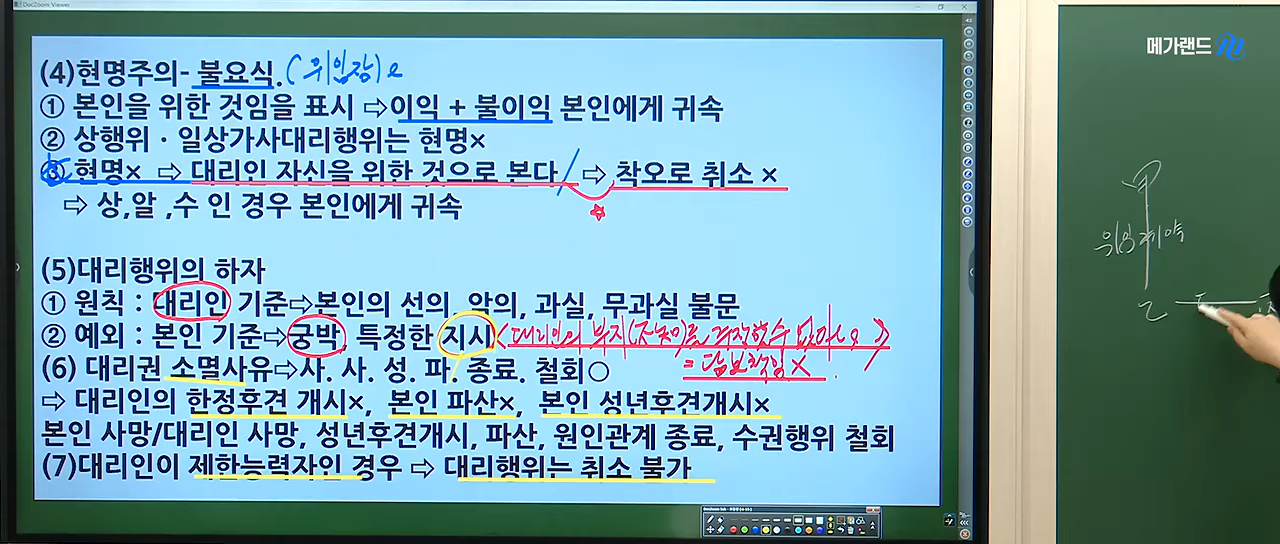 DocZoom Viewer
메가랜드
(4)현명주의- 불요식. (위임장) e
① 본인을 위한 것임을 표시 ⇨이익 + 불이익 본인에게 귀속
② 상행위 · 일상가사대리행위는 현명×
③ 현명× ⇨ 대리인 자신을 위한 것으로 본다 / ⇨ 착오로 취소 ×
⇨ 상,알 ,수 인 경우 본인에게 귀속
(5)대리행위의 하자
① 원칙 : 대리인 기준⇨본인의 선의, 악의, 과실, 무과실 불문
② 예외 : 본인 기준⇨궁박, 특정한 지시 (대리인의 부지
= 담보책임 ×
(6) 대리권 소멸사유⇨사. 사. 성. 파. 종료. 철회○
⇨ 대리인의 한정후견 개시×, 본인 파산×, 본인 성년후견개시×
본인 사망/대리인 사망, 성년후견개시, 파산, 원인관계 종료, 수권행위 철회
(7)대리인이 제한능력자인 경우 ⇨ 대리행위는 취소 불가
甲
위임계약
乙